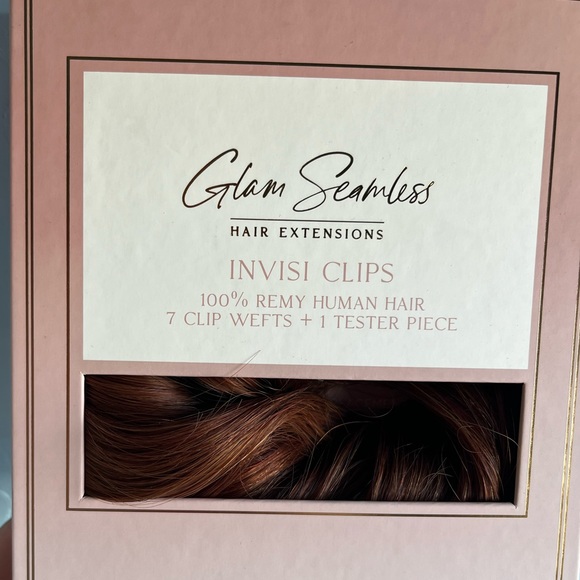 Glam Seamless
HAIR EXTENSIONS
INVISI CLIPS
100% REMY HUMAN HAIR
7 CLIP WEFTS + 1 TESTER PIECE